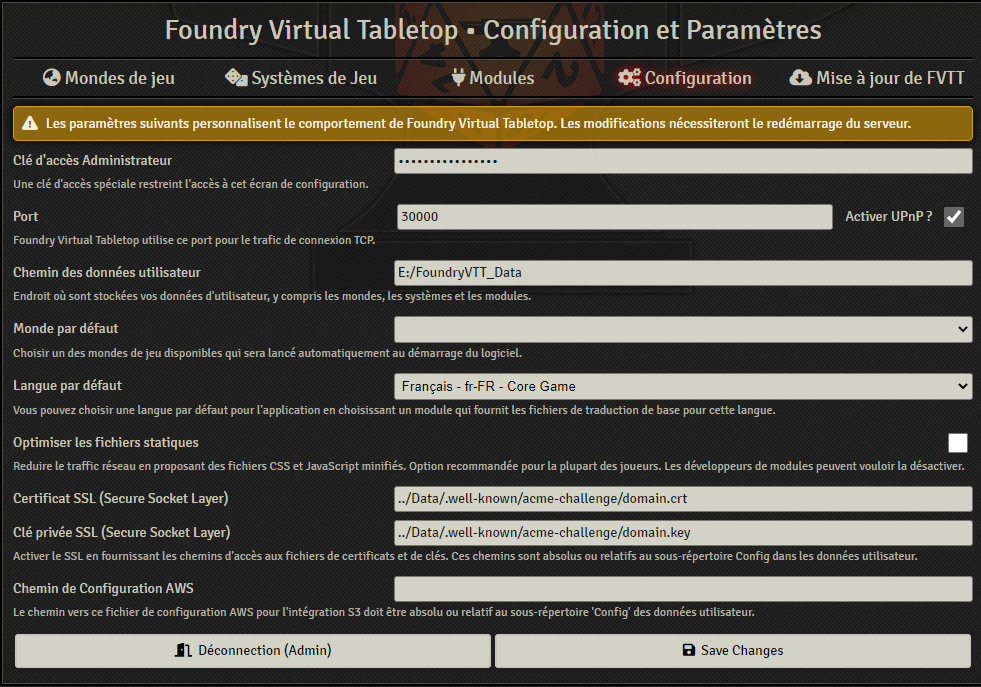 Foundry Virtual Tabletop • Configuration et Paramètres
Mondes de jeu Systèmes de Jeu Modules Configuration Mise à jour de FVTT
Les paramètres suivants personnalisent le comportement de Foundry Virtual Tabletop. Les modifications nécessiteront le redémarrage du serveur.
Clé d'accès Administrateur ••••••••••••••••
Une clé d'accès spéciale restreint l'accès à cet écran de configuration.
Port 30000 Activer UPnP ?
Foundry Virtual Tabletop utilise ce port pour le trafic de connexion TCP.
Chemin des données utilisateur E:/FoundryVTT_Data
Endroit où sont stockées vos données d'utilisateur, y compris les mondes, les systèmes et les modules.
Monde par défaut
Choisir un des mondes de jeu disponibles qui sera lancé automatiquement au démarrage du logiciel.
Langue par défaut Français - fr-FR - Core Game
Vous pouvez choisir une langue par défaut pour l'application en choisissant un module qui fournit les fichiers de traduction de base pour cette langue.
Optimiser les fichiers statiques
Reduire le traffic réseau en proposant des fichiers CSS et JavaScript minifiés. Option recommandée pour la plupart des joueurs. Les développeurs de modules peuvent vouloir la désactiver.
Certificat SSL (Secure Socket Layer) ../Data/.well-known/acme-challenge/domain.crt
Clé privée SSL (Secure Socket Layer) ../Data/.well-known/acme-challenge/domain.key
Activer le SSL en fournissant les chemins d'accès aux fichiers de certificats et de clés. Ces chemins sont absolus ou relatifs au sous-répertoire Config dans les données utilisateur.
Chemin de Configuration AWS
Le chemin vers ce fichier de configuration AWS pour l'intégration S3 doit être absolu ou relatif au sous-répertoire 'Config' des données utilisateur.
Déconnection (Admin) Save Changes